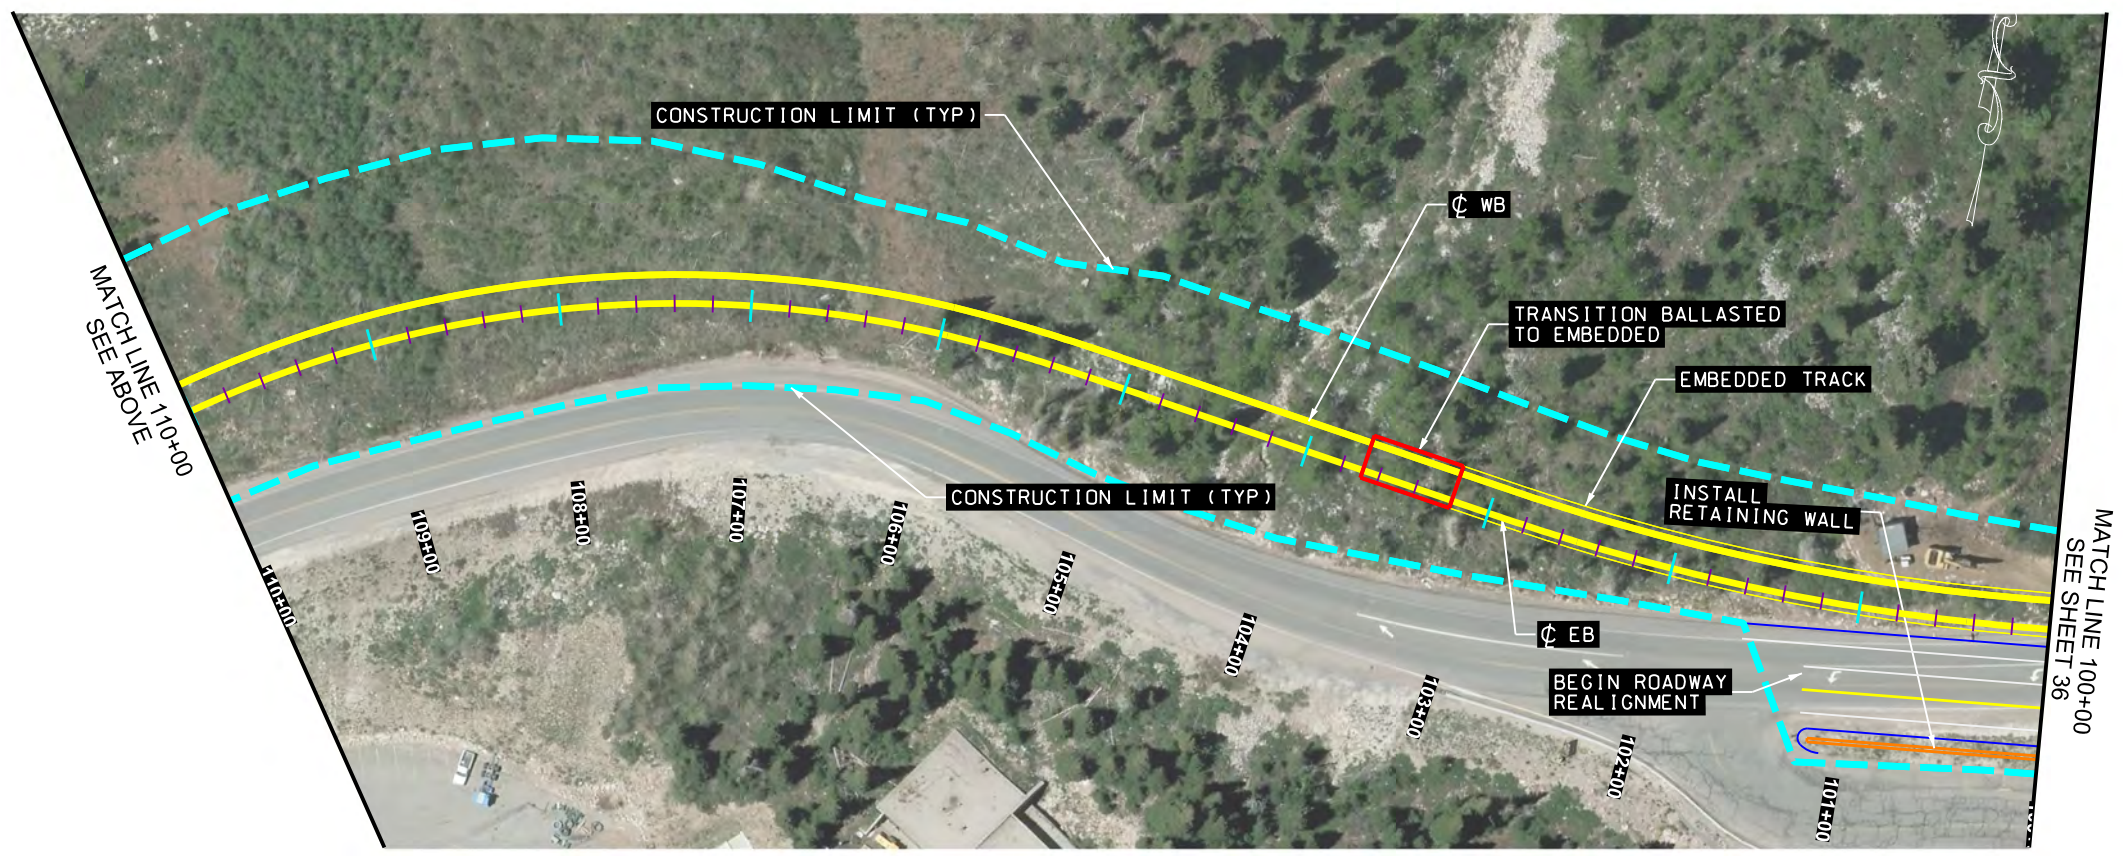 CONSTRUCTION LIMIT (TYP)
℄ WB
TRANSITION BALLASTED
TO EMBEDDED
EMBEDDED TRACK
INSTALL
RETAINING WALL
MATCH LINE 110+00
SEE ABOVE
CONSTRUCTION LIMIT (TYP)
℄ EB
BEGIN ROADWAY
REALIGNMENT
MATCH LINE 100+00
SEE SHEET 36
110+00
109+00
108+00
107+00
106+00
105+00
104+00
103+00
102+00
101+00